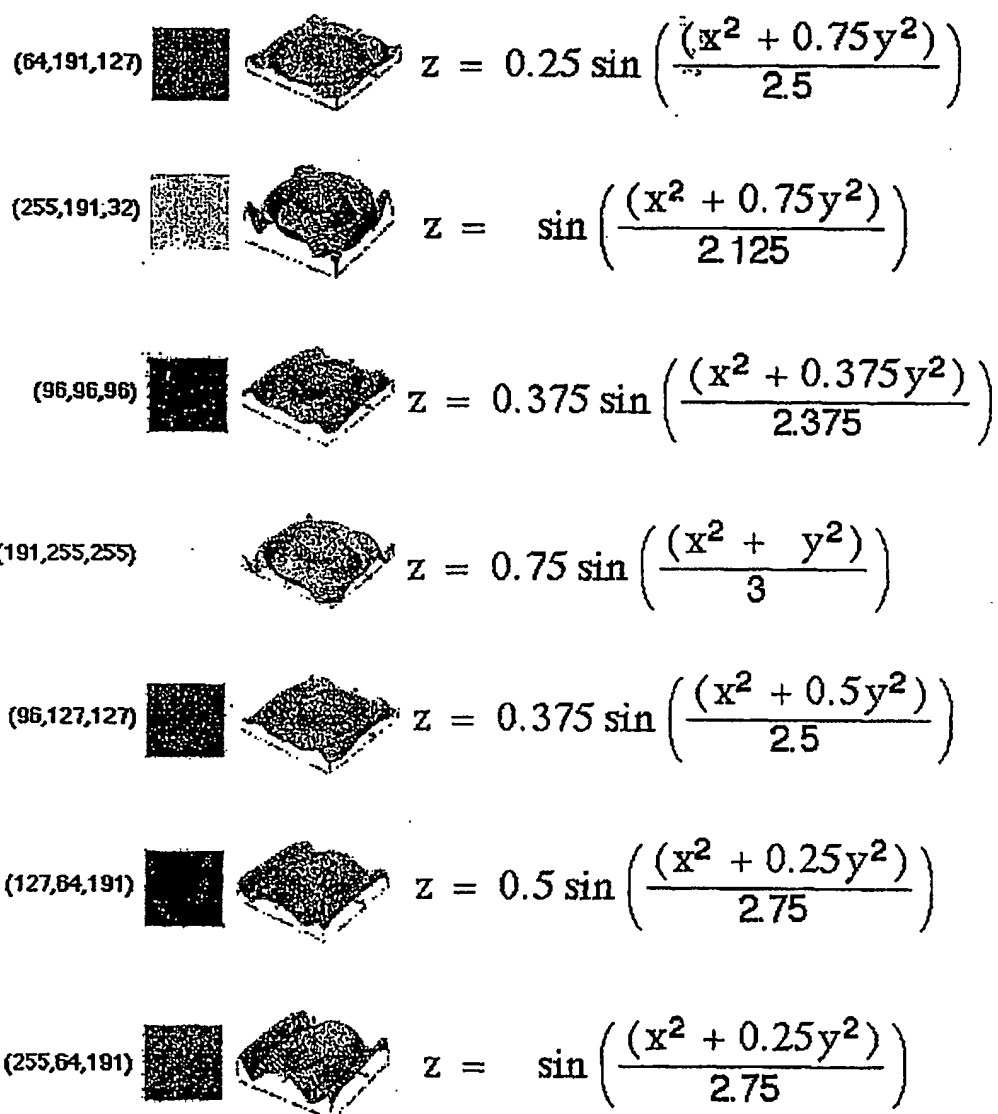 (64,191,127) z = 0.25 sin ( (x² + 0.75y²) / 2.5 )
(255,191,32) z = sin ( (x² + 0.75y²) / 2.125 )
(96,96,96) z = 0.375 sin ( (x² + 0.375y²) / 2.375 )
(191,255,255) z = 0.75 sin ( (x² + y²) / 3 )
(96,127,127) z = 0.375 sin ( (x² + 0.5y²) / 2.5 )
(127,64,191) z = 0.5 sin ( (x² + 0.25y²) / 2.75 )
(255,64,191) z = sin ( (x² + 0.25y²) / 2.75 )